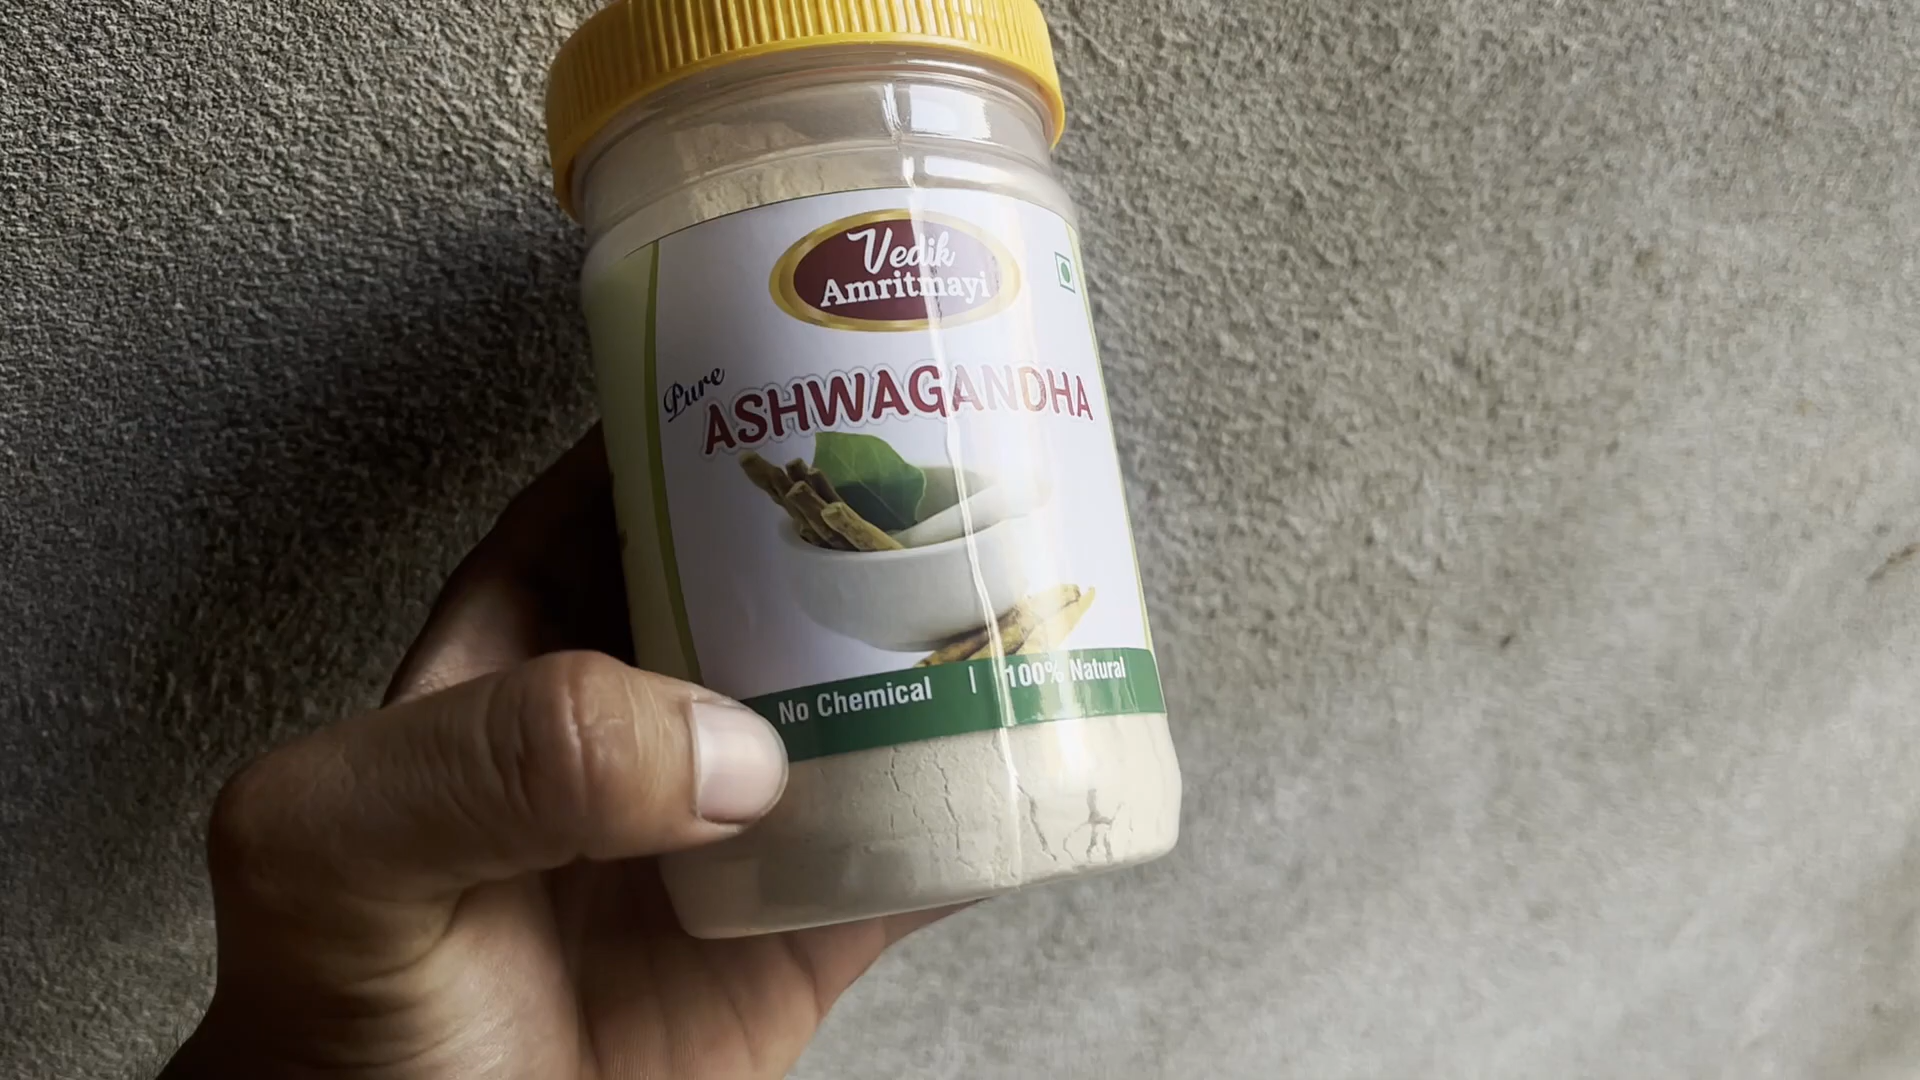 Vedik
Amritmayi
Pure
ASHWAGANDHA
No Chemical | 100% Natural